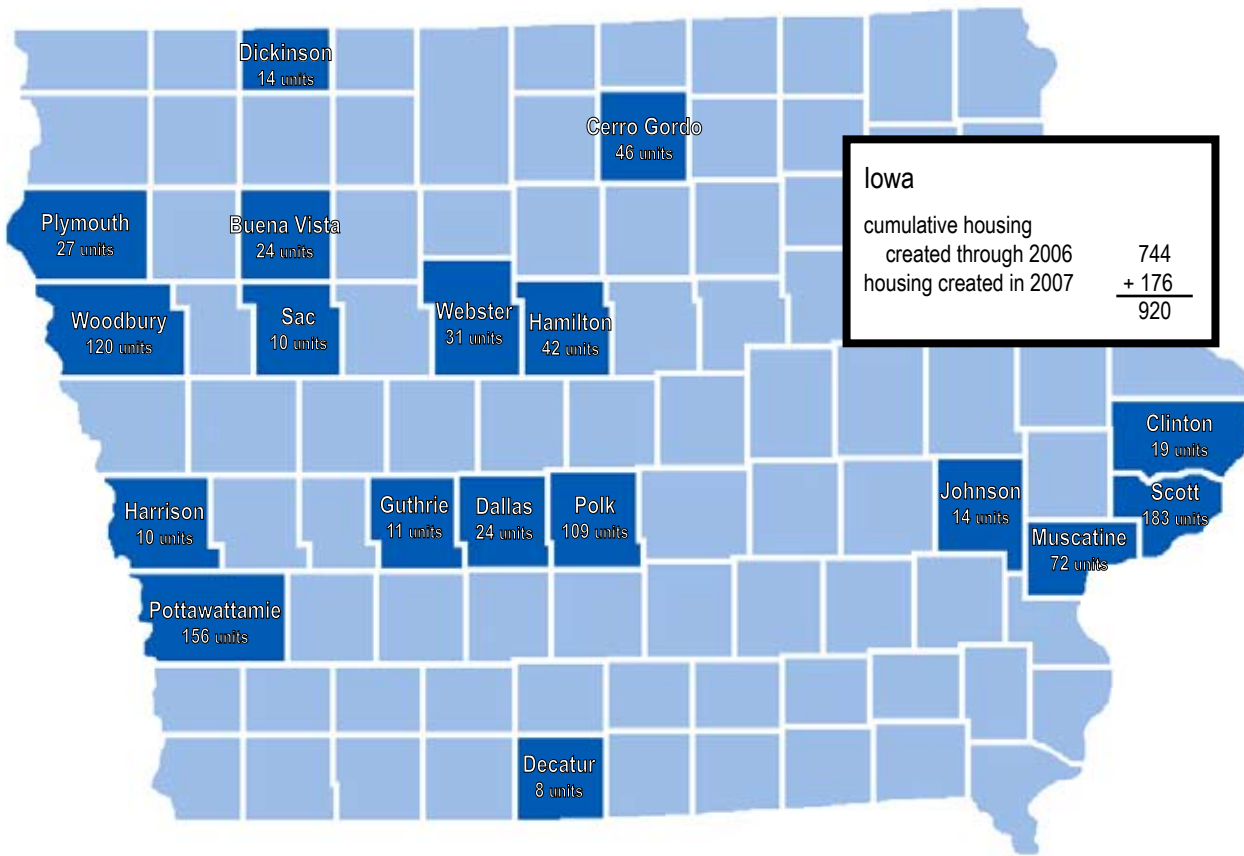 Dickinson
14 units
Cerro Gordo
46 units
Iowa
cumulative housing
created through 2006 744
housing created in 2007 + 176
920
Plymouth
27 units
Buena Vista
24 units
Woodbury
120 units
Sac
10 units
Webster
31 units
Hamilton
42 units
Clinton
19 units
Harrison
10 units
Guthrie
11 units
Dallas
24 units
Polk
109 units
Johnson
14 units
Scott
183 units
Muscatine
72 units
Pottawattamie
156 units
Decatur
8 units